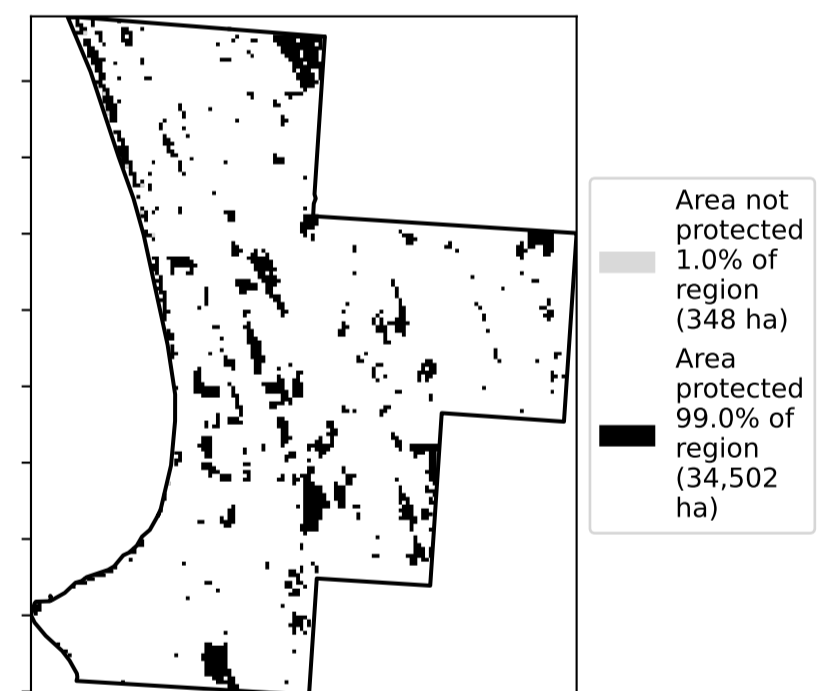 Area not
protected
1.0% of
region
(348 ha)
Area
protected
99.0% of
region
(34,502
ha)